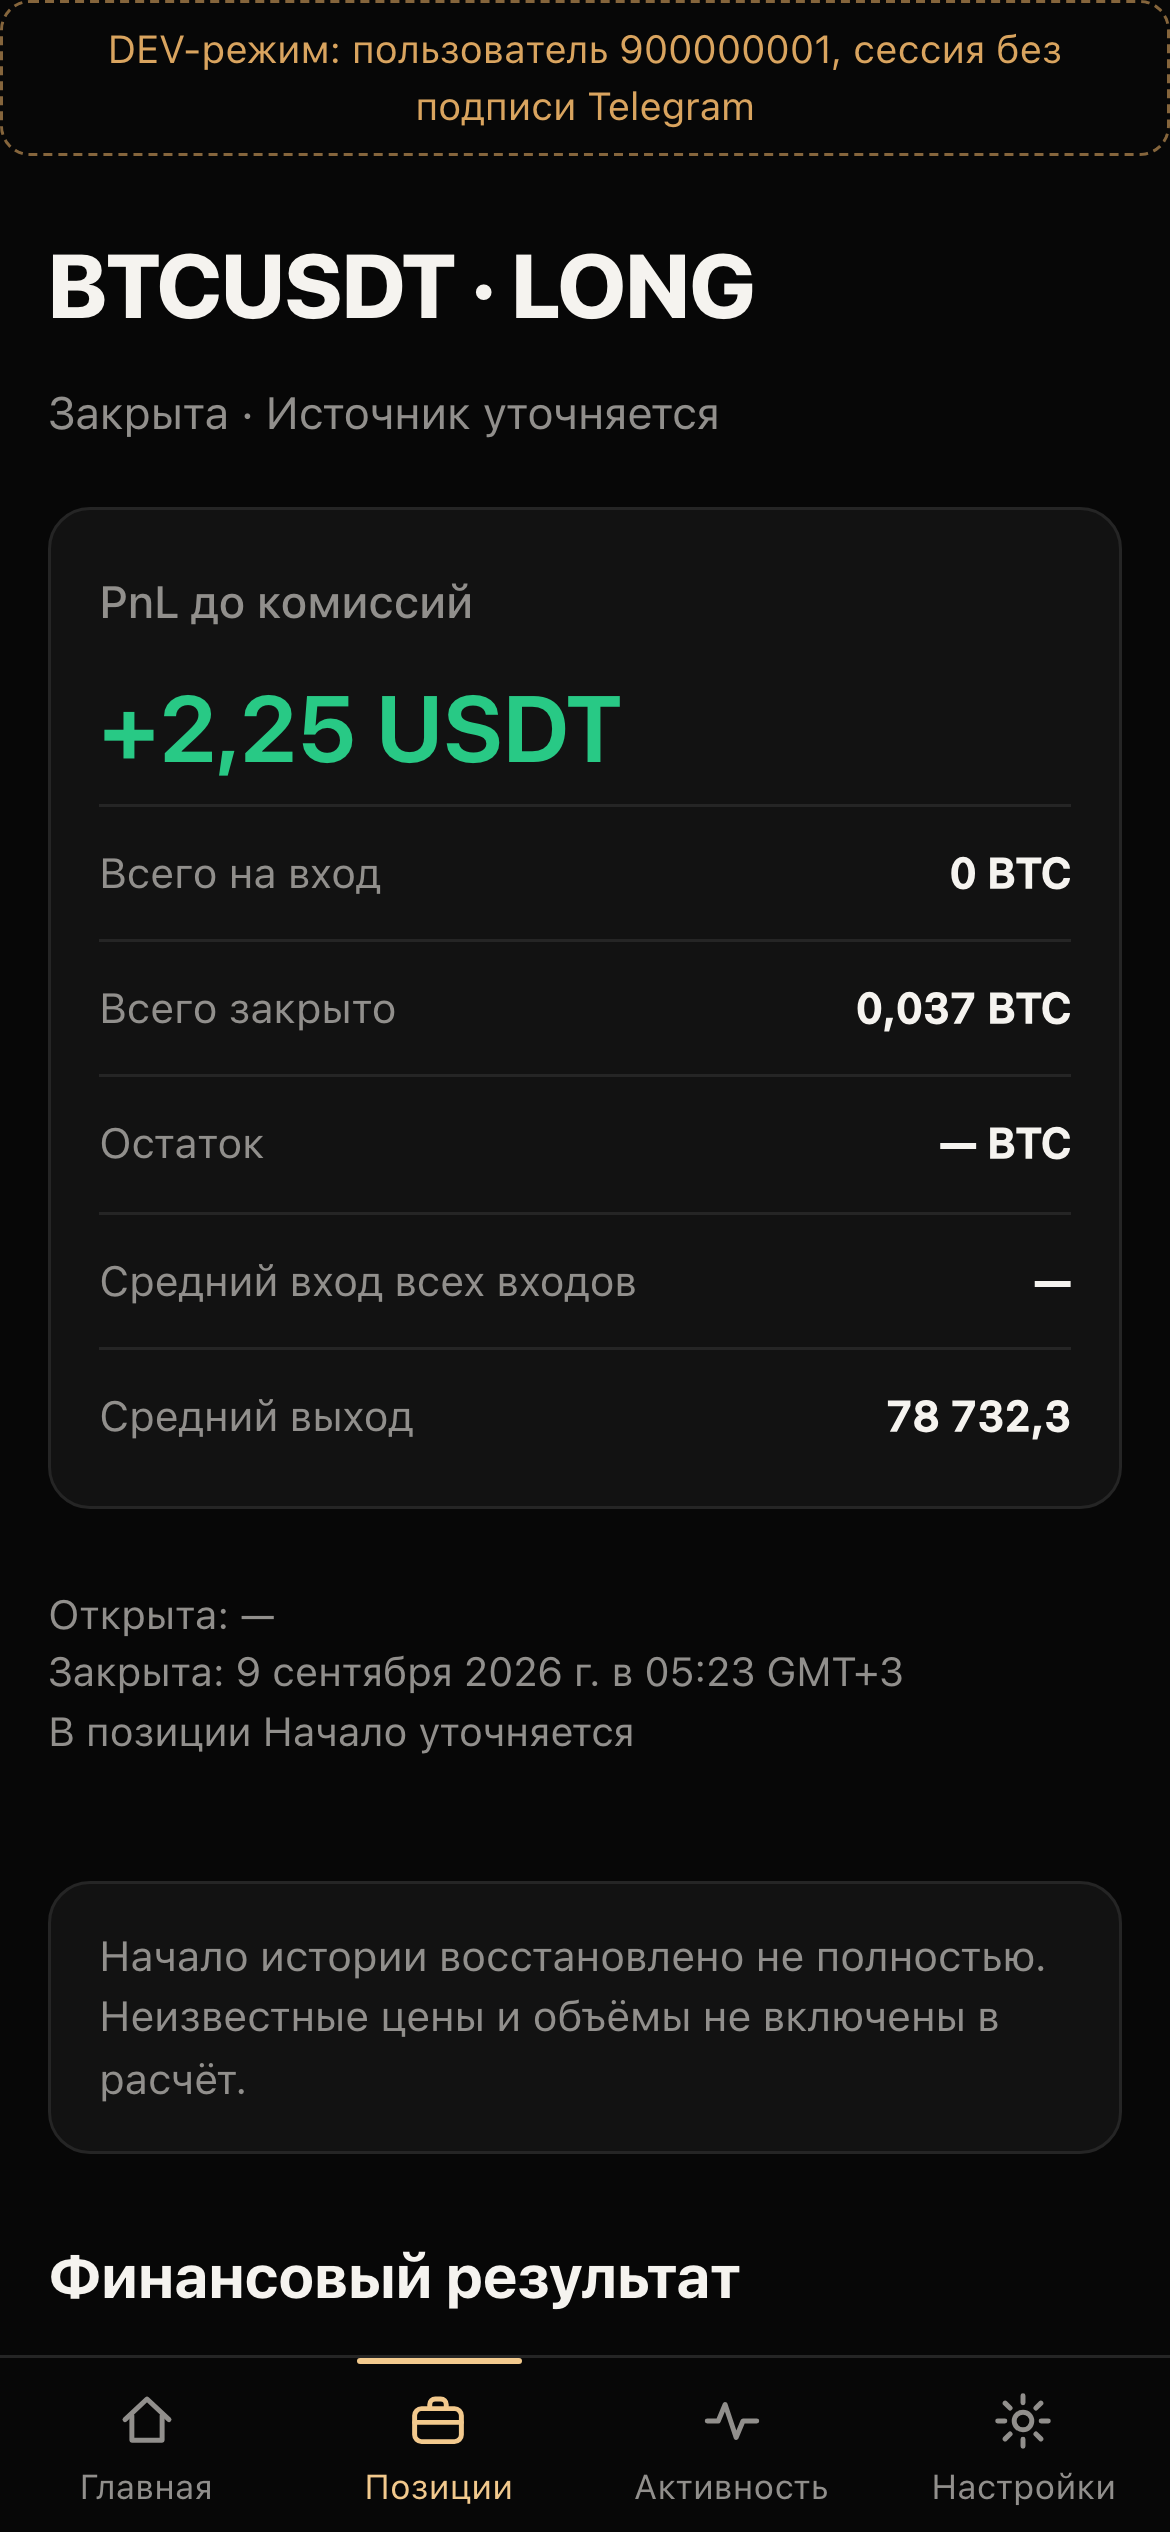 DEV-режим: пользователь 900000001, сессия без
подписи Telegram
BTCUSDT · LONG
Закрыта · Источник уточняется
PnL до комиссий
+2,25 USDT
Всего на вход 0 BTC
Всего закрыто 0,037 BTC
Остаток — BTC
Средний вход всех входов —
Средний выход 78 732,3
Открыта: —
Закрыта: 9 сентября 2026 г. в 05:23 GMT+3
В позиции Начало уточняется
Начало истории восстановлено не полностью.
Неизвестные цены и объёмы не включены в
расчёт.
Финансовый результат
Главная Позиции Активность Настройки